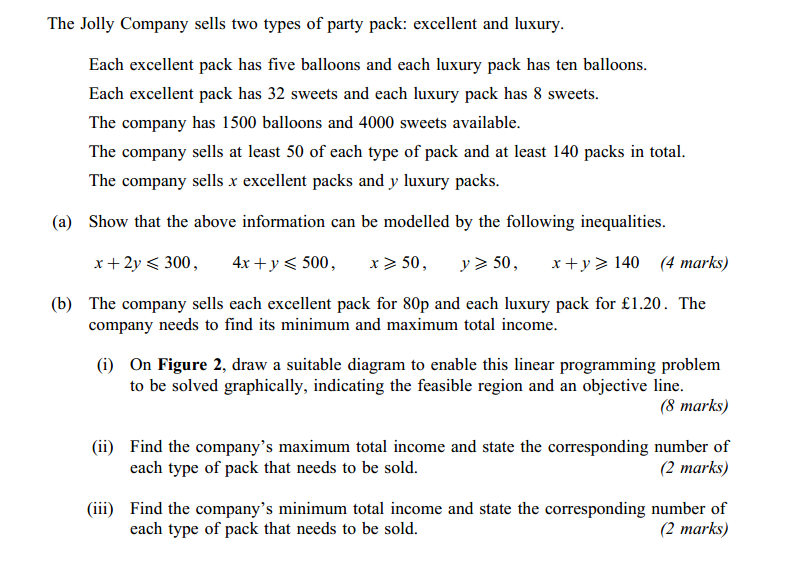 The Jolly Company sells two types of party pack: excellent and luxury.
Each excellent pack has five balloons and each luxury pack has ten balloons.
Each excellent pack has 32 sweets and each luxury pack has 8 sweets.
The company has 1500 balloons and 4000 sweets available.
The company sells at least 50 of each type of pack and at least 140 packs in total.
The company sells x excellent packs and y luxury packs.
(a) Show that the above information can be modelled by the following inequalities.
x + 2y ⩽ 300, 4x + y ⩽ 500, x ⩾ 50, y ⩾ 50, x + y ⩾ 140 (4 marks)
(b) The company sells each excellent pack for 80p and each luxury pack for £1.20. The
company needs to find its minimum and maximum total income.
(i) On Figure 2, draw a suitable diagram to enable this linear programming problem
to be solved graphically, indicating the feasible region and an objective line.
(8 marks)
(ii) Find the company's maximum total income and state the corresponding number of
each type of pack that needs to be sold. (2 marks)
(iii) Find the company's minimum total income and state the corresponding number of
each type of pack that needs to be sold. (2 marks)